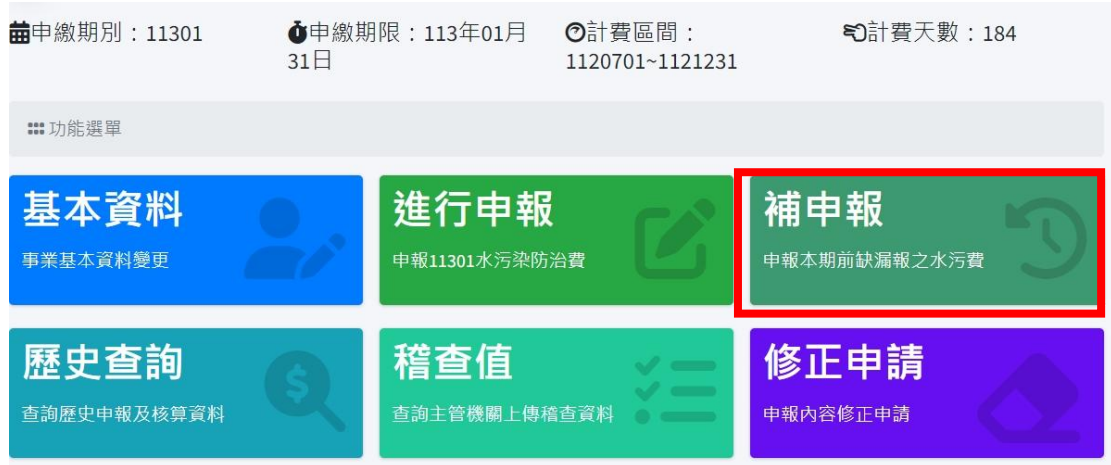 申繳期別：11301
申繳期限：113年01月
31日
計費區間：
1120701~1121231
計費天數：184
功能選單
基本資料
事業基本資料變更
進行申報
申報11301水污染防治費
補申報
申報本期前缺漏報之水污費
歷史查詢
查詢歷史申報及核算資料
稽查值
查詢主管機關上傳稽查資料
修正申請
申報內容修正申請